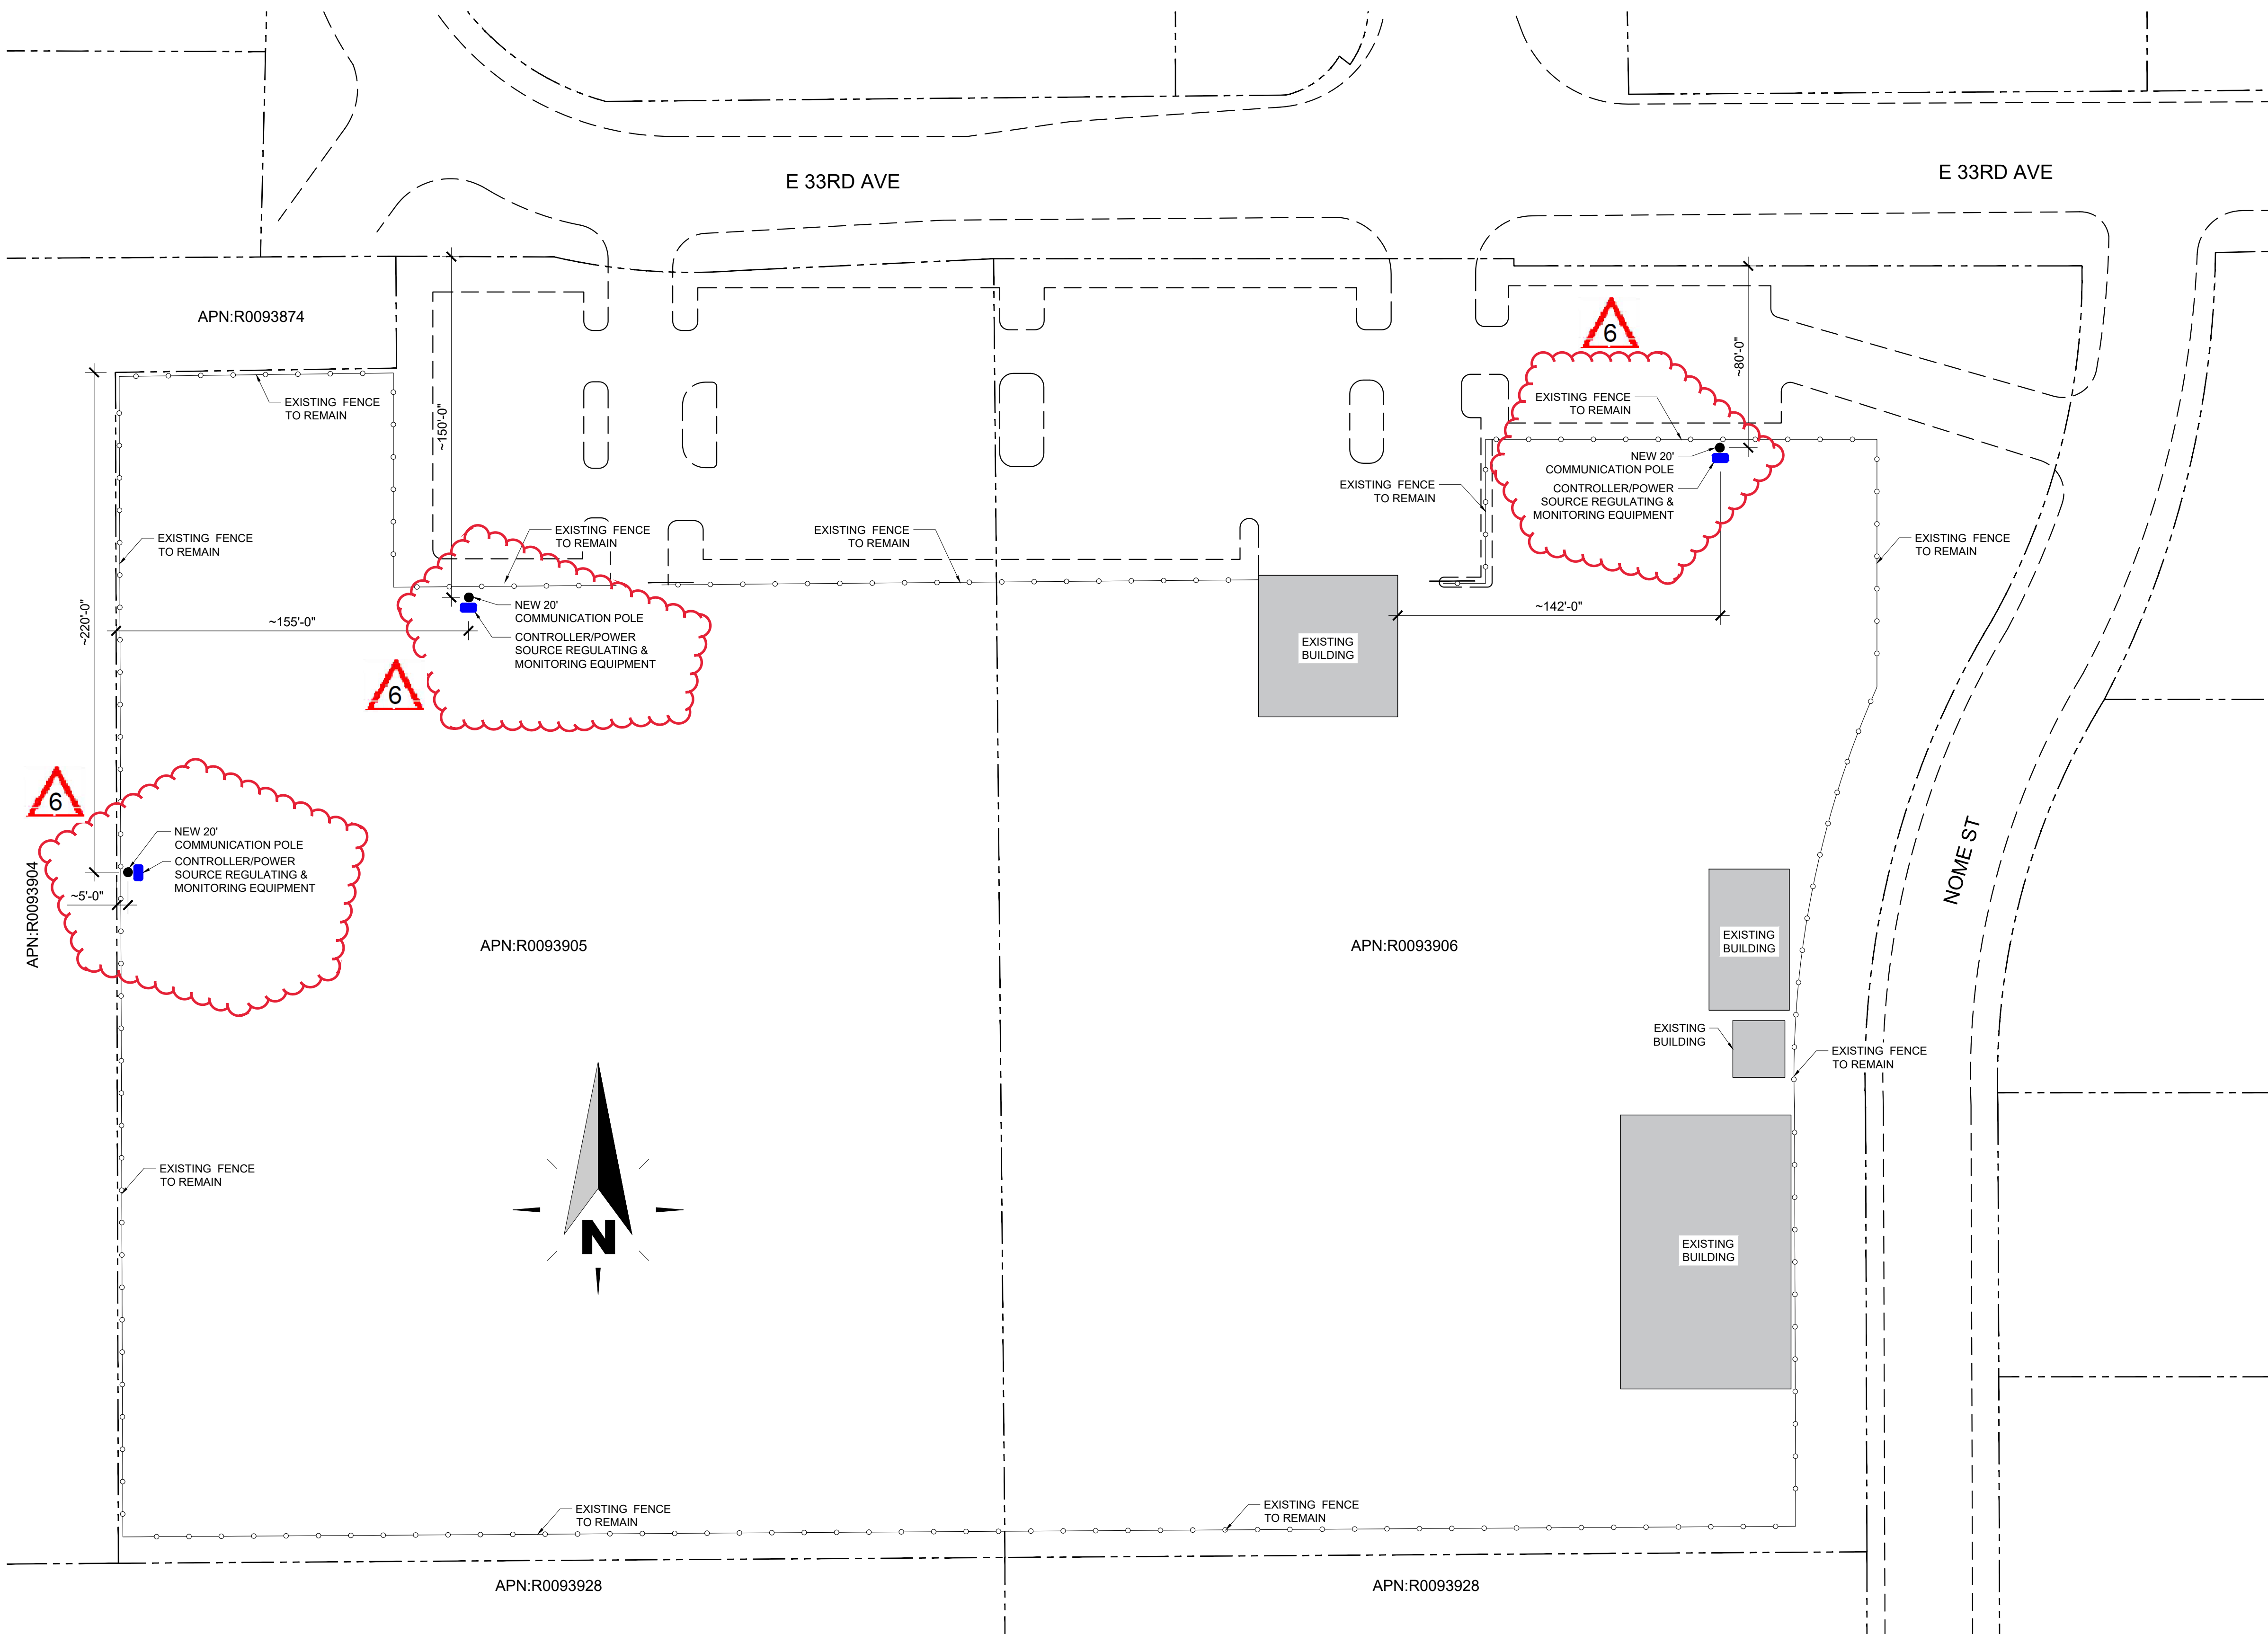 E 33RD AVE
E 33RD AVE
APN:R0093874
6
~80'-0"
EXISTING FENCE
TO REMAIN
EXISTING FENCE
TO REMAIN
~150'-0"
NEW 20'
COMMUNICATION POLE
CONTROLLER/POWER
SOURCE REGULATING &
MONITORING EQUIPMENT
EXISTING FENCE
TO REMAIN
EXISTING FENCE
TO REMAIN
EXISTING FENCE
TO REMAIN
EXISTING FENCE
TO REMAIN
EXISTING FENCE
TO REMAIN
~220'-0"
~155'-0"
NEW 20'
COMMUNICATION POLE
CONTROLLER/POWER
SOURCE REGULATING &
MONITORING EQUIPMENT
~142'-0"
EXISTING
BUILDING
6
6
NEW 20'
COMMUNICATION POLE
CONTROLLER/POWER
SOURCE REGULATING &
MONITORING EQUIPMENT
~5'-0"
APN:R0093904
APN:R0093905
APN:R0093906
NOME ST
EXISTING
BUILDING
EXISTING
BUILDING
EXISTING FENCE
TO REMAIN
EXISTING FENCE
TO REMAIN
N
EXISTING
BUILDING
EXISTING FENCE
TO REMAIN
EXISTING FENCE
TO REMAIN
APN:R0093928
APN:R0093928